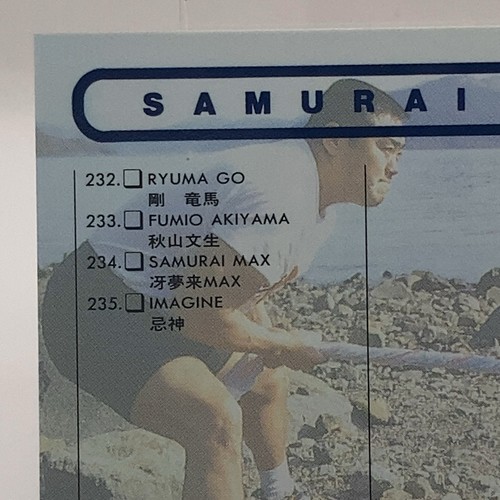 SAMURAI
232. RYUMA GO
剛 竜馬
233. FUMIO AKIYAMA
秋山文生
234. SAMURAI MAX
冴夢来MAX
235. IMAGINE
忌神